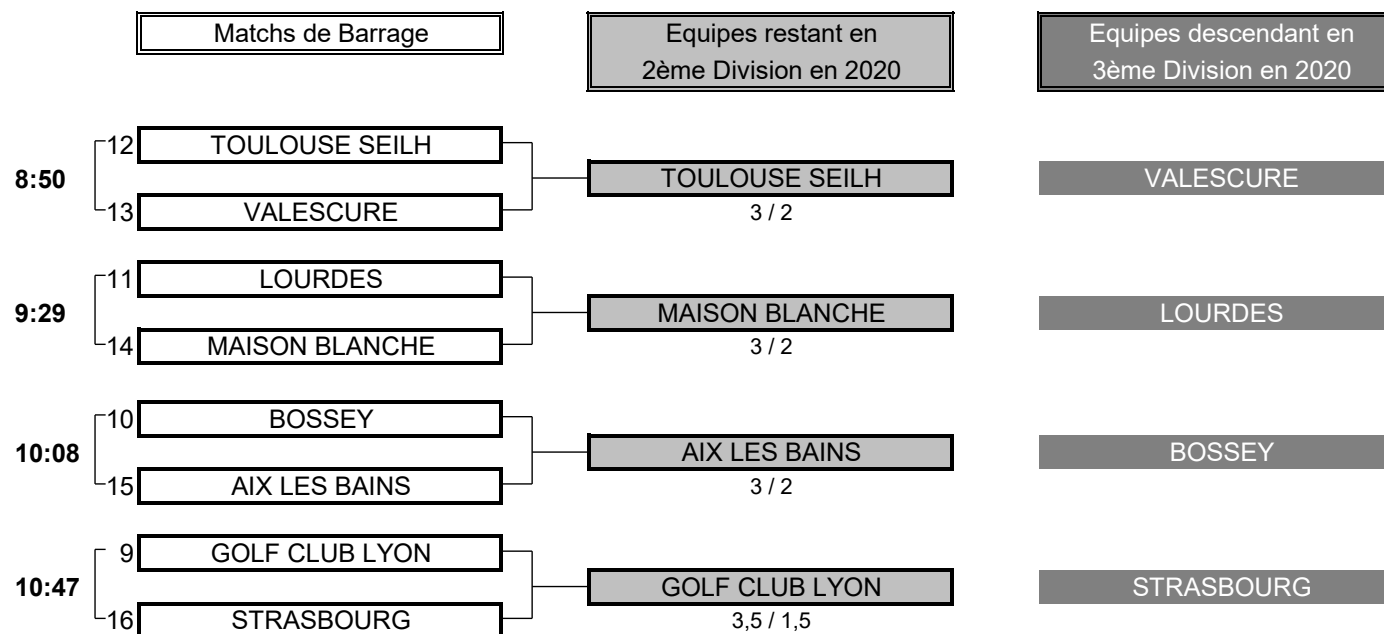 Matchs de Barrage
Equipes restant en
2ème Division en 2020
Equipes descendant en
3ème Division en 2020
8:50
12 TOULOUSE SEILH
13 VALESCURE
TOULOUSE SEILH
3 / 2
VALESCURE
9:29
11 LOURDES
14 MAISON BLANCHE
MAISON BLANCHE
3 / 2
LOURDES
10:08
10 BOSSEY
15 AIX LES BAINS
AIX LES BAINS
3 / 2
BOSSEY
10:47
9 GOLF CLUB LYON
16 STRASBOURG
GOLF CLUB LYON
3,5 / 1,5
STRASBOURG